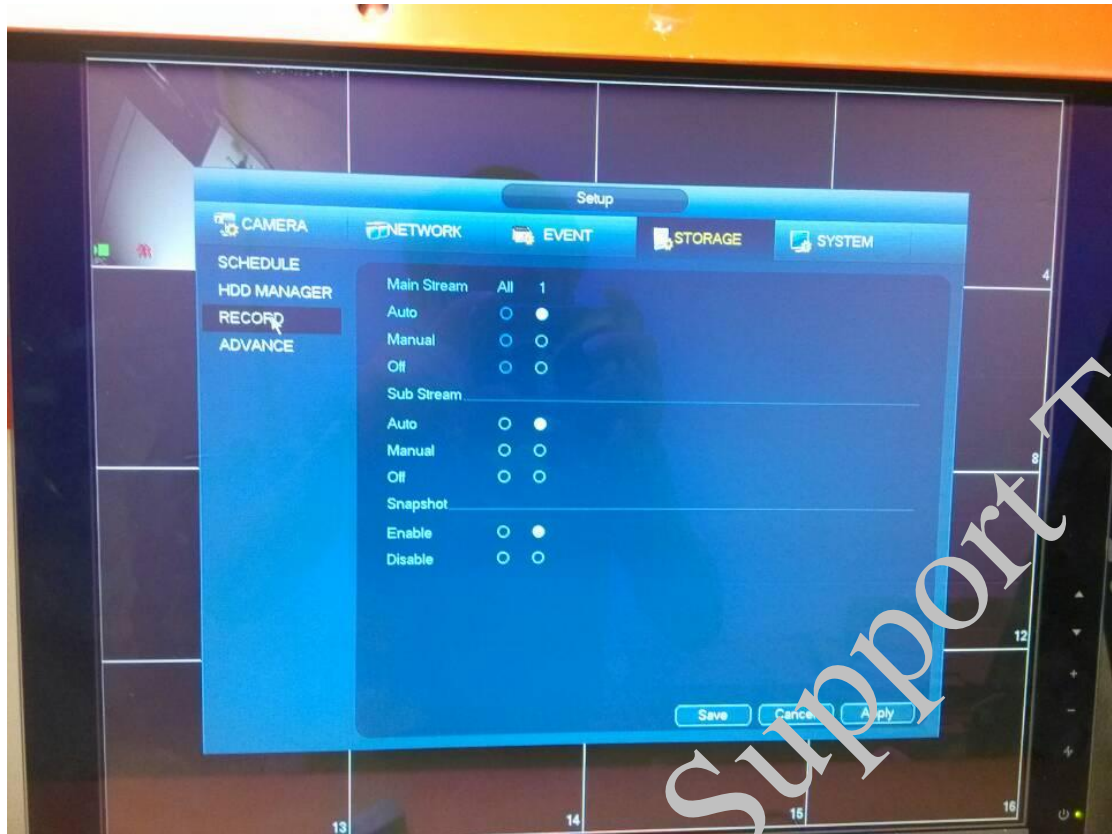 Setup
CAMERA NETWORK EVENT STORAGE SYSTEM
SCHEDULE
HDD MANAGER
RECORD
ADVANCE
Main Stream All 1
Auto
Manual
Off
Sub Stream
Auto
Manual
Off
Snapshot
Enable
Disable
Save Cancel Apply
4
8
12
13 14 15 16
Support T